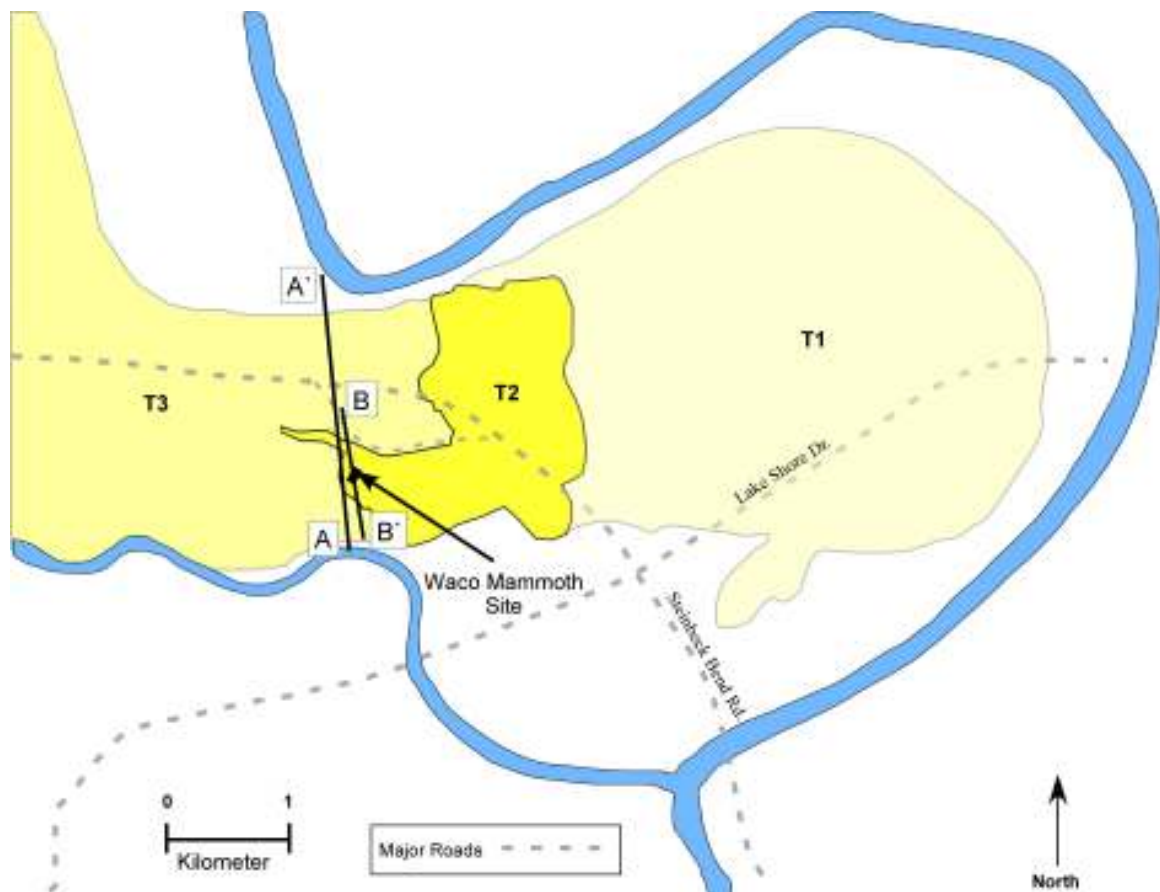 A`
T1
T3
B
T2
Lake Shore Dr.
A
B`
Waco Mammoth
Site
Steinbeck Bend Rd.
0 1
Kilometer
Major Roads
North